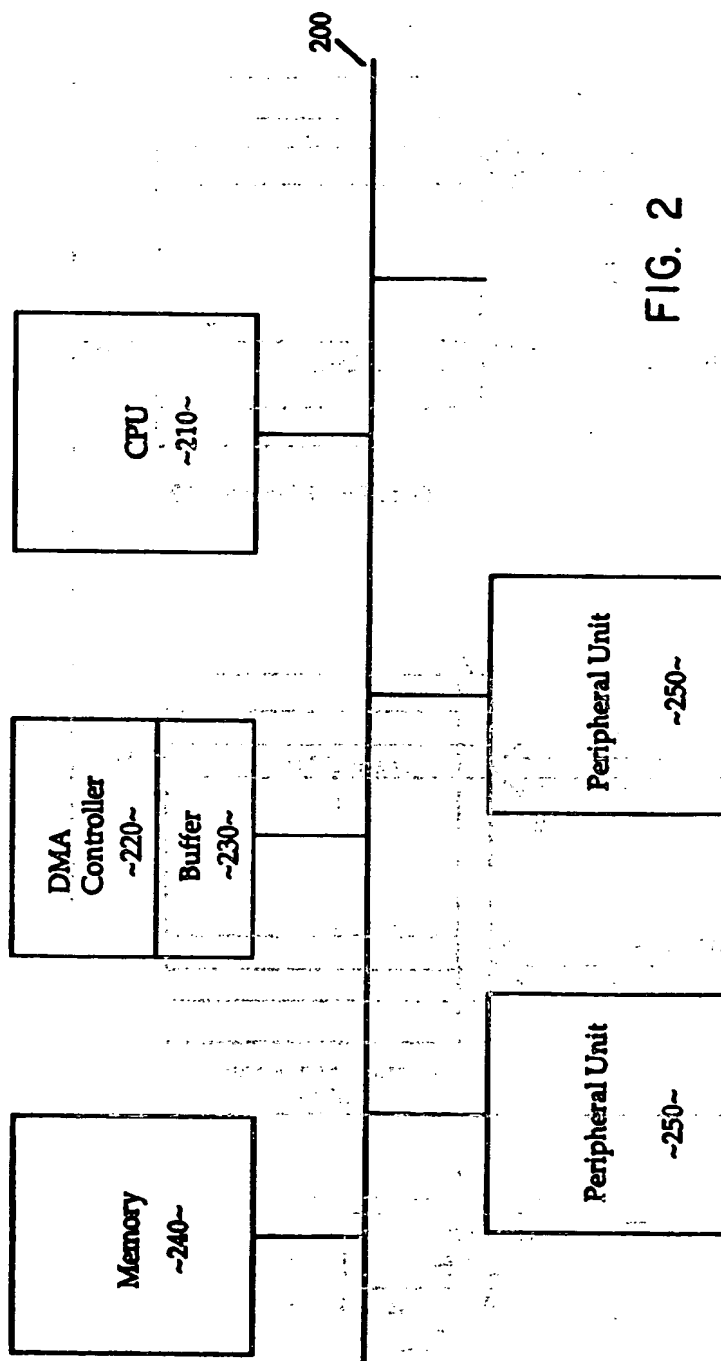 Memory
~240~
DMA
Controller
~220~
Buffer
~230~
CPU
~210~
200
Peripheral Unit
~250~
Peripheral Unit
~250~
FIG. 2